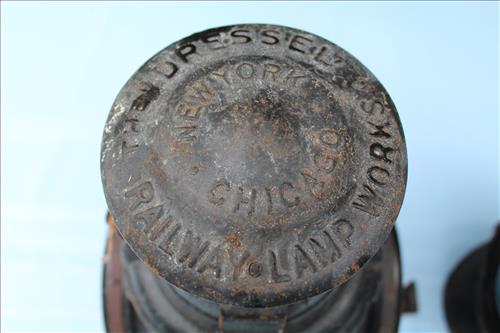 THE DRESSEL
RAILWAY LAMP WORKS
NEW YORK
CHICAGO